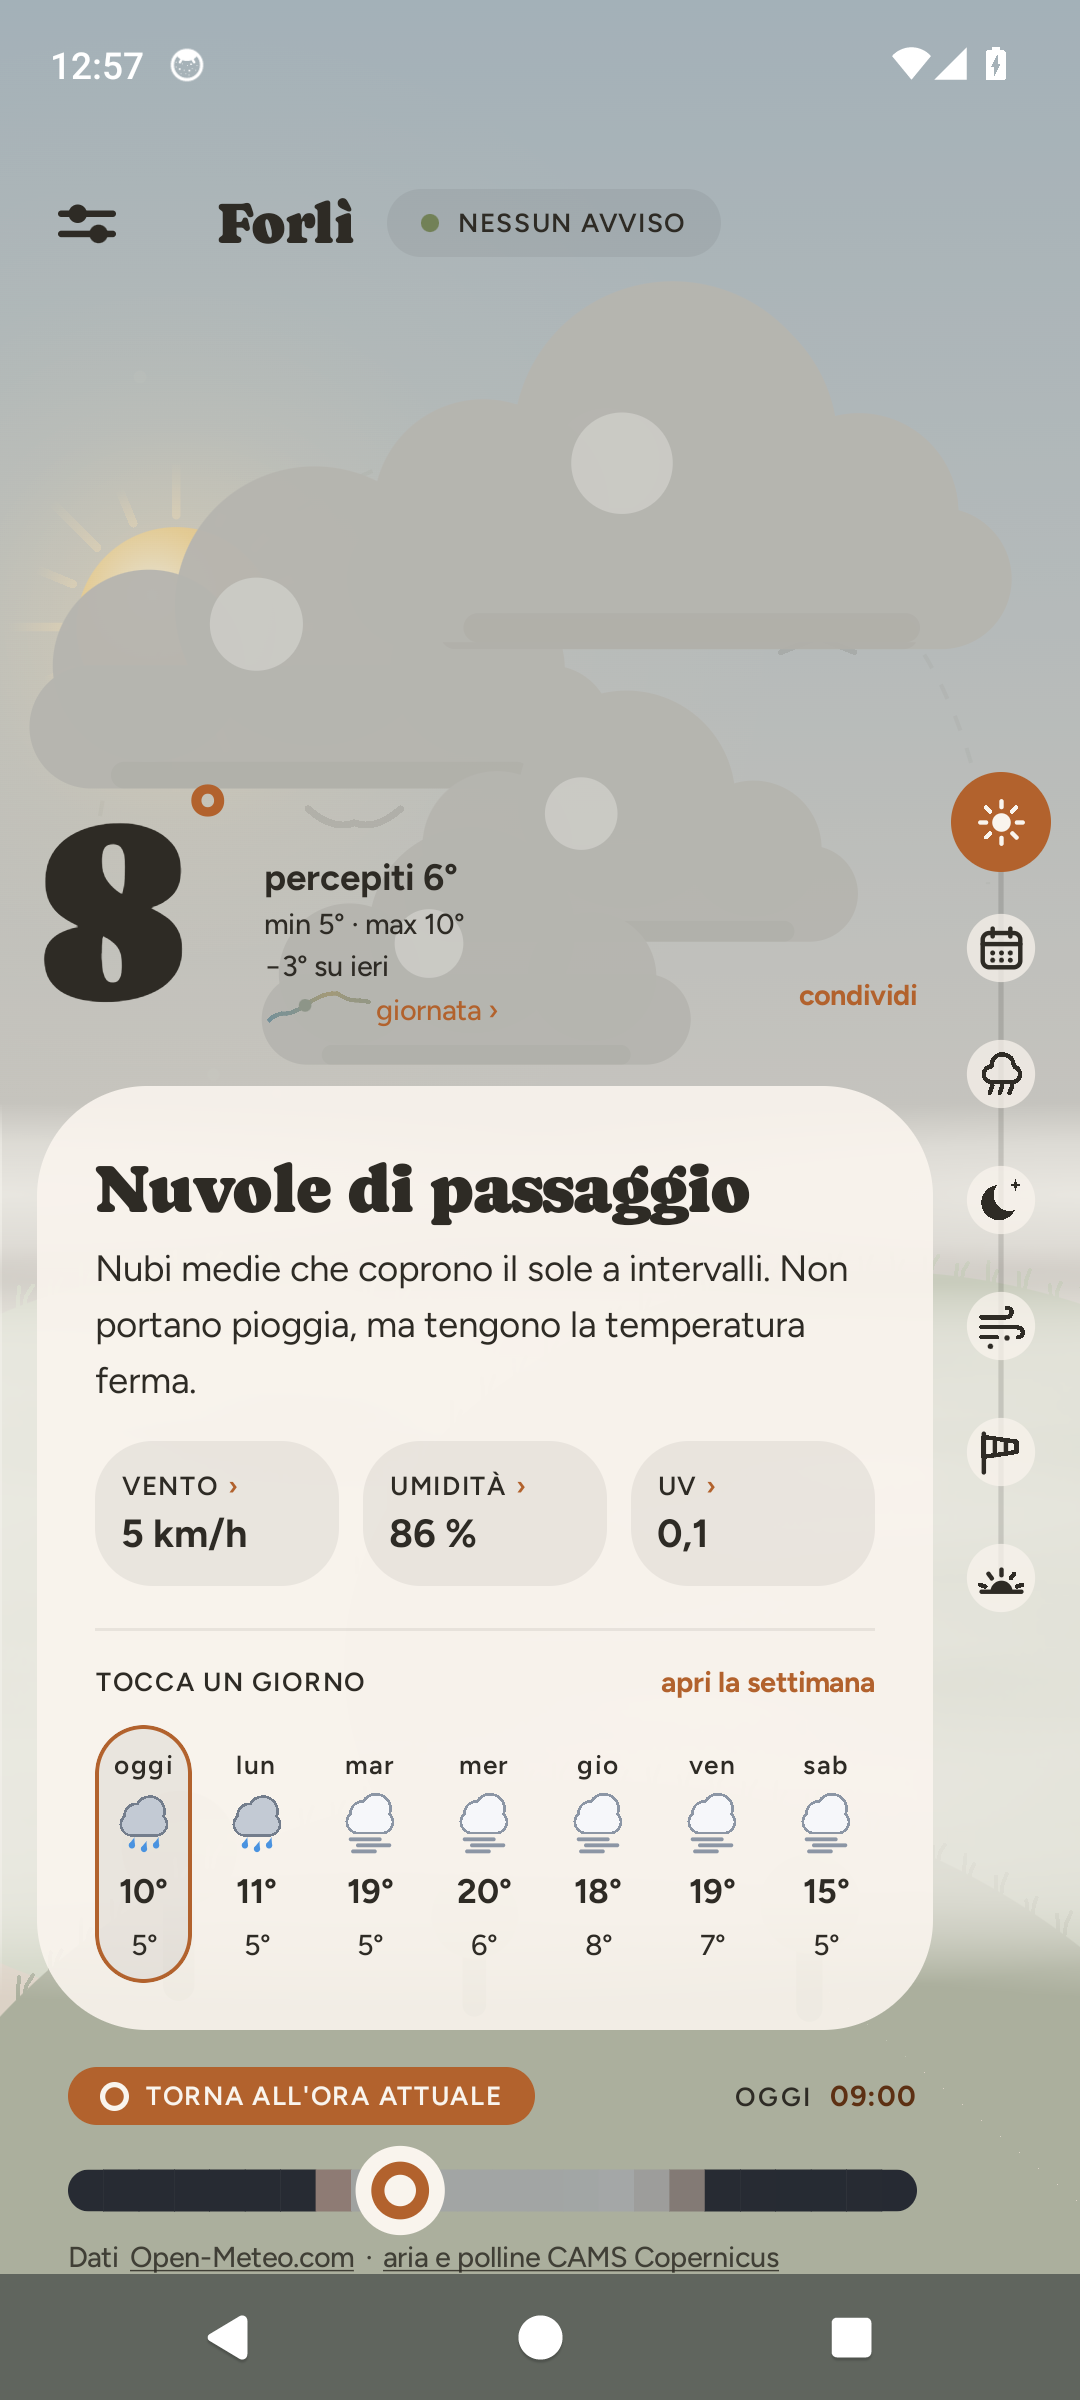 12:57
Forlì
NESSUN AVVISO
8°
percepiti 6°
min 5° · max 10°
−3° su ieri
giornata ›
condividi
Nuvole di passaggio
Nubi medie che coprono il sole a intervalli. Non
portano pioggia, ma tengono la temperatura
ferma.
VENTO › UMIDITÀ › UV ›
5 km/h 86 % 0,1
TOCCA UN GIORNO apri la settimana
oggi lun mar mer gio ven sab
10° 11° 19° 20° 18° 19° 15°
5° 5° 5° 6° 8° 7° 5°
TORNA ALL'ORA ATTUALE OGGI 09:00
Dati Open-Meteo.com · aria e polline CAMS Copernicus